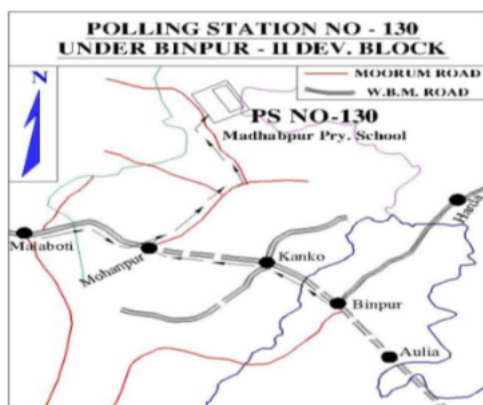 POLLING STATION NO - 130
UNDER BINPUR - II DEV. BLOCK
N
MOORUM ROAD
W.B.M. ROAD
PS NO-130
Madhabpur Pry. School
Harda
Malaboti
Mohanpur
Kanko
Binpur
Aulia